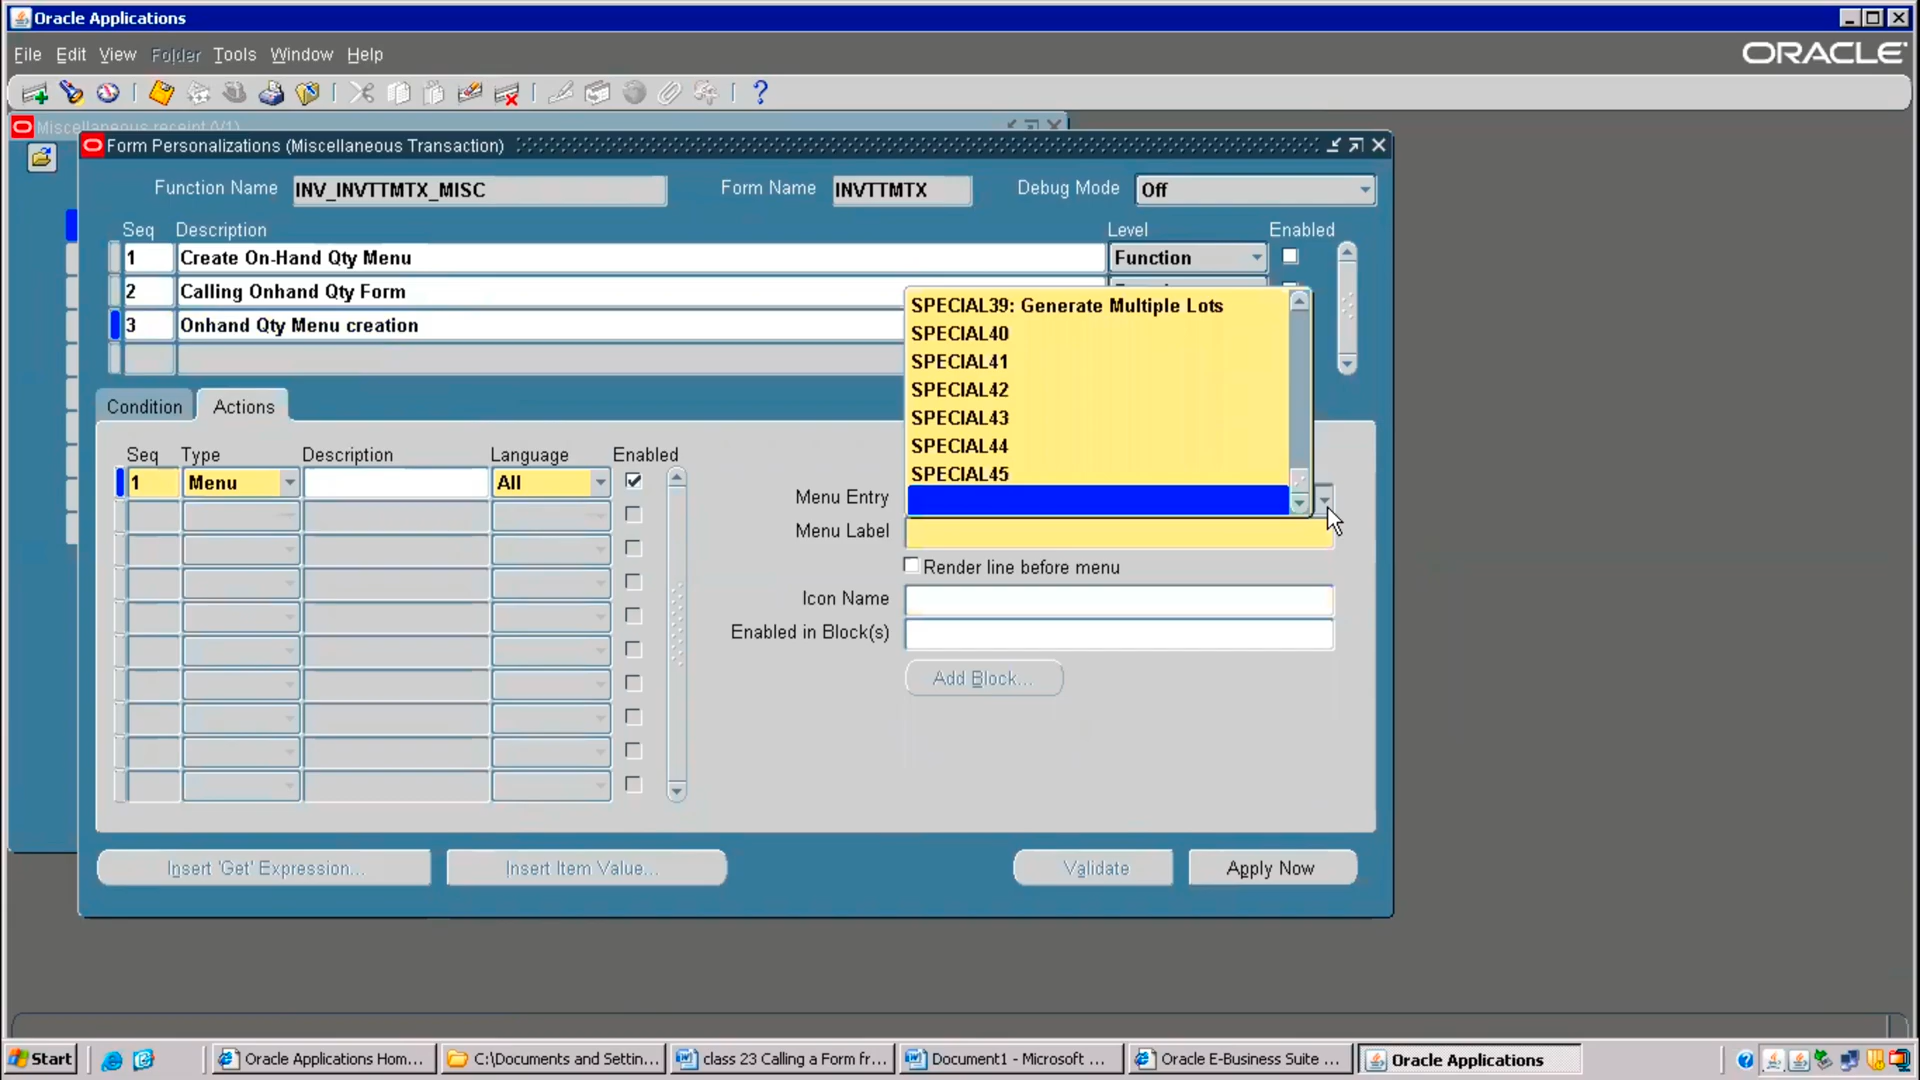 Oracle Applications
File Edit View Folder Tools Window Help
ORACLE
Miscellaneous receipt (V1)
Form Personalizations (Miscellaneous Transaction)
Function Name INV_INVTTMTX_MISC Form Name INVTTMTX Debug Mode Off
Seq Description Level Enabled
1 Create On-Hand Qty Menu Function
2 Calling Onhand Qty Form
3 Onhand Qty Menu creation
SPECIAL39: Generate Multiple Lots
SPECIAL40
SPECIAL41
SPECIAL42
SPECIAL43
SPECIAL44
SPECIAL45
Condition Actions
Seq Type Description Language Enabled
1 Menu All
Menu Entry
Menu Label
Render line before menu
Icon Name
Enabled in Block(s)
Add Block...
Insert 'Get' Expression... Insert Item Value... Validate Apply Now
Start Oracle Applications Hom... C:\Documents and Settin... class 23 Calling a Form fr... Document1 - Microsoft ... Oracle E-Business Suite ... Oracle Applications